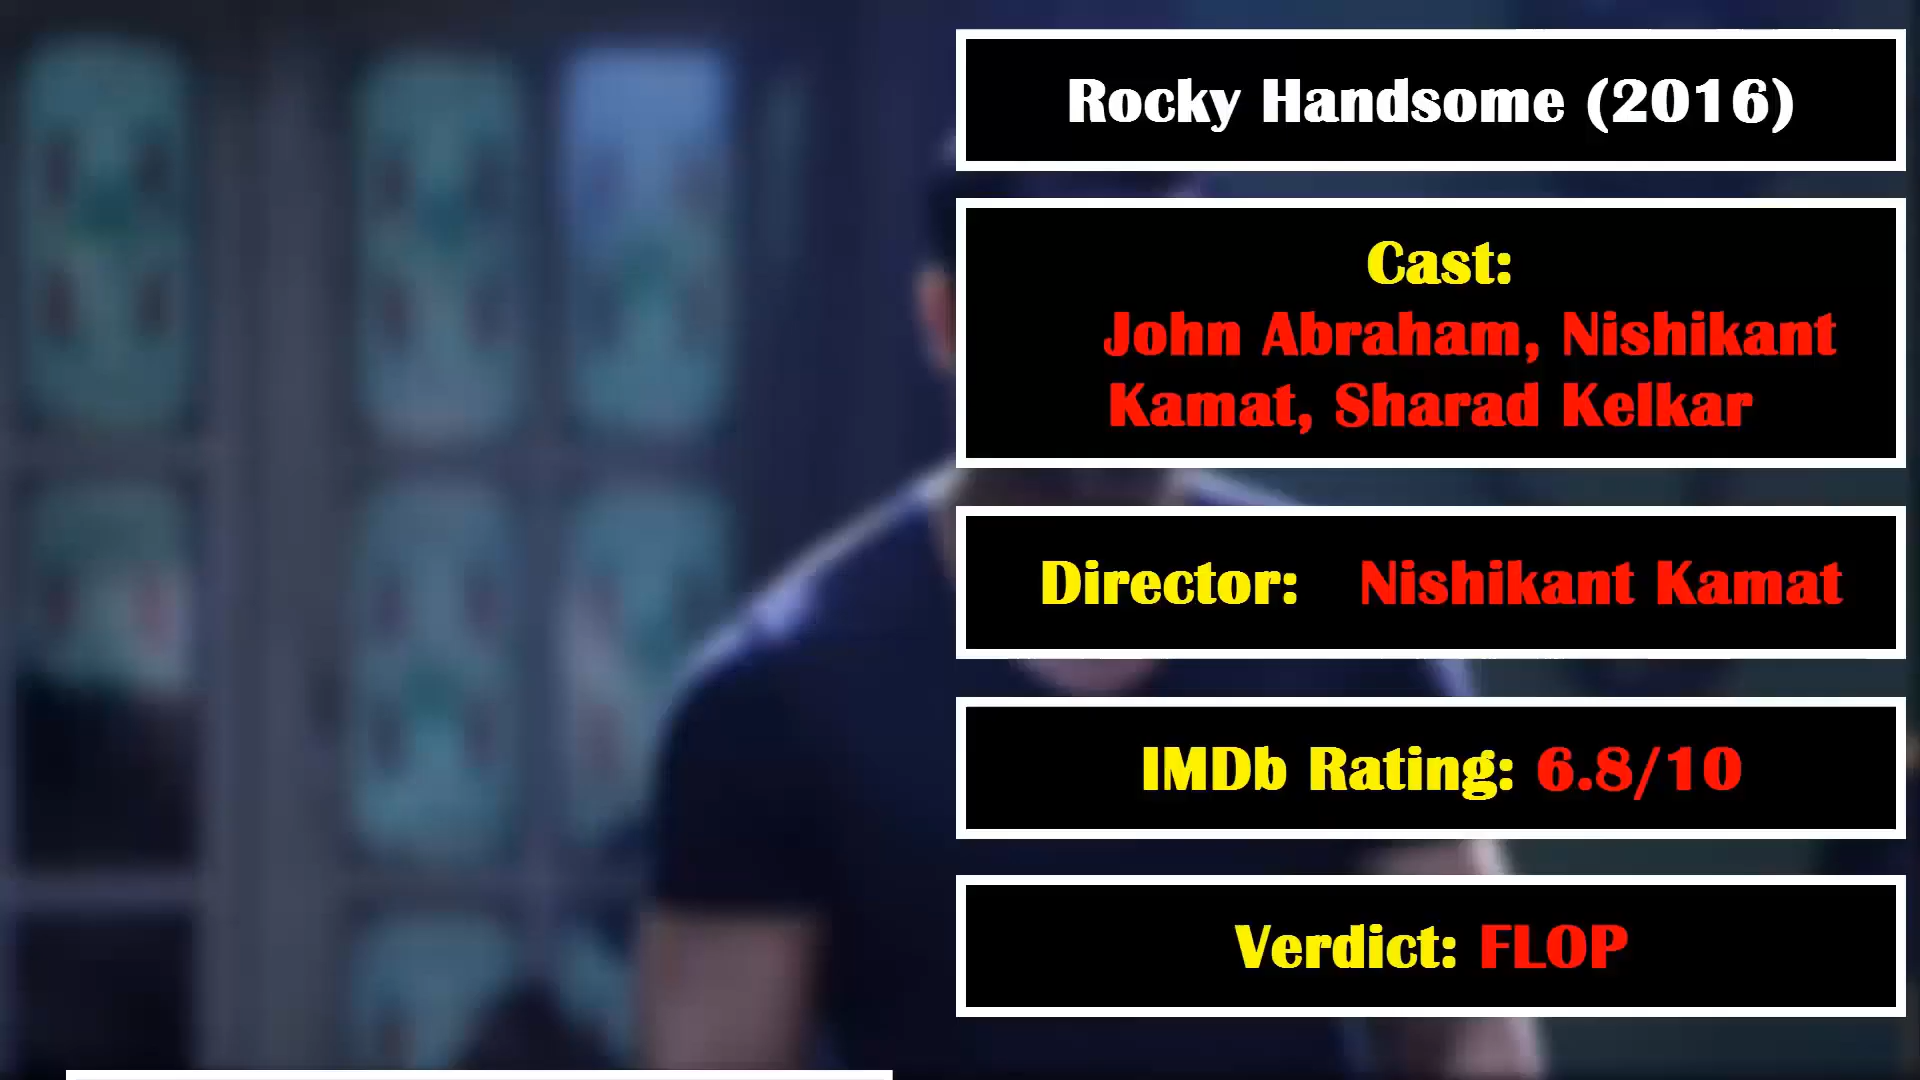 Rocky Handsome (2016)
Cast:
John Abraham, Nishikant
Kamat, Sharad Kelkar
Director: Nishikant Kamat
IMDb Rating: 6.8/10
Verdict: FLOP